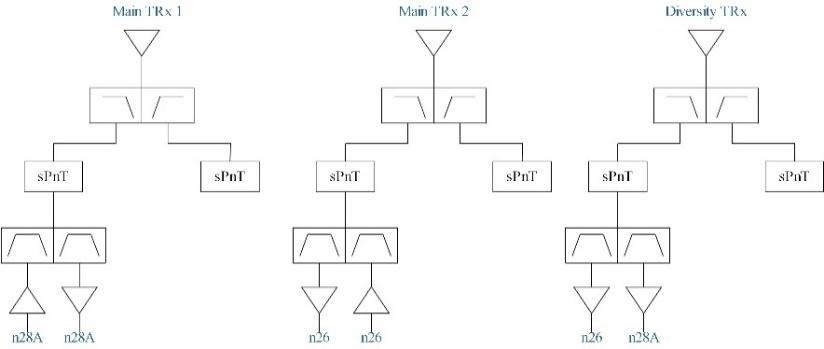 Main TRx 1
Main TRx 2
Diversity TRx
sPnT
sPnT
sPnT
sPnT
sPnT
sPnT
n28A
n28A
n26
n26
n26
n28A